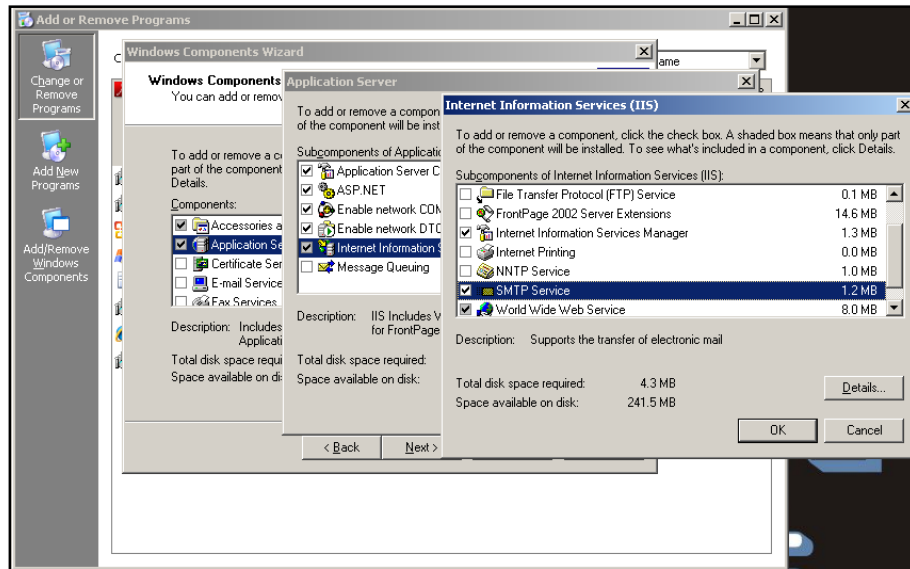 Add or Remove Programs
Change or
Remove
Programs
Add New
Programs
Add/Remove
Windows
Components
ame
Windows Components Wizard
Windows Components
You can add or remov
To add or remove a c
part of the component
Details.
Components:
Accessories a
Application Se
Certificate Ser
E-mail Service
Fax Services
Description: Includes
Applicati
Total disk space requi
Space available on di
< Back
Next >
Application Server
To add or remove a compon
of the component will be inst
Subcomponents of Applicatio
Application Server C
ASP.NET
Enable network COM
Enable network DTC
Internet Information S
Message Queuing
Description: IIS Includes
for FrontPage
Total disk space required:
Space available on disk:
Internet Information Services (IIS)
To add or remove a component, click the check box. A shaded box means that only part
of the component will be installed. To see what's included in a component, click Details.
Subcomponents of Internet Information Services (IIS):
File Transfer Protocol (FTP) Service 0.1 MB
FrontPage 2002 Server Extensions 14.6 MB
Internet Information Services Manager 1.3 MB
Internet Printing 0.0 MB
NNTP Service 1.0 MB
SMTP Service 1.2 MB
World Wide Web Service 8.0 MB
Description: Supports the transfer of electronic mail
Total disk space required: 4.3 MB
Space available on disk: 241.5 MB
Details...
OK
Cancel